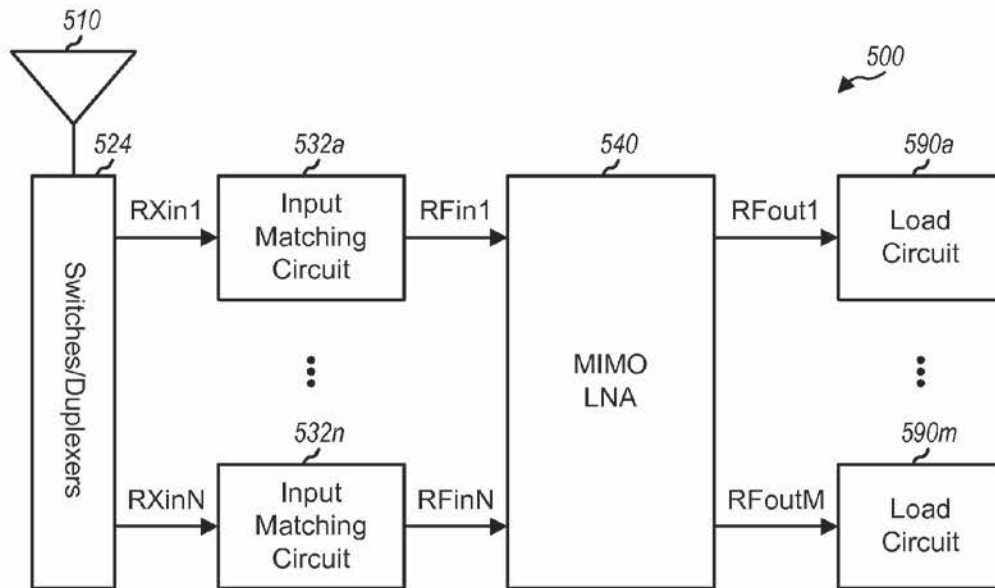 510
500
524
532a
540
590a
RXin1
Input
Matching
Circuit
RFin1
RFout1
Load
Circuit
Switches/Duplexers
MIMO
LNA
532n
590m
RXinN
Input
Matching
Circuit
RFinN
RFoutM
Load
Circuit